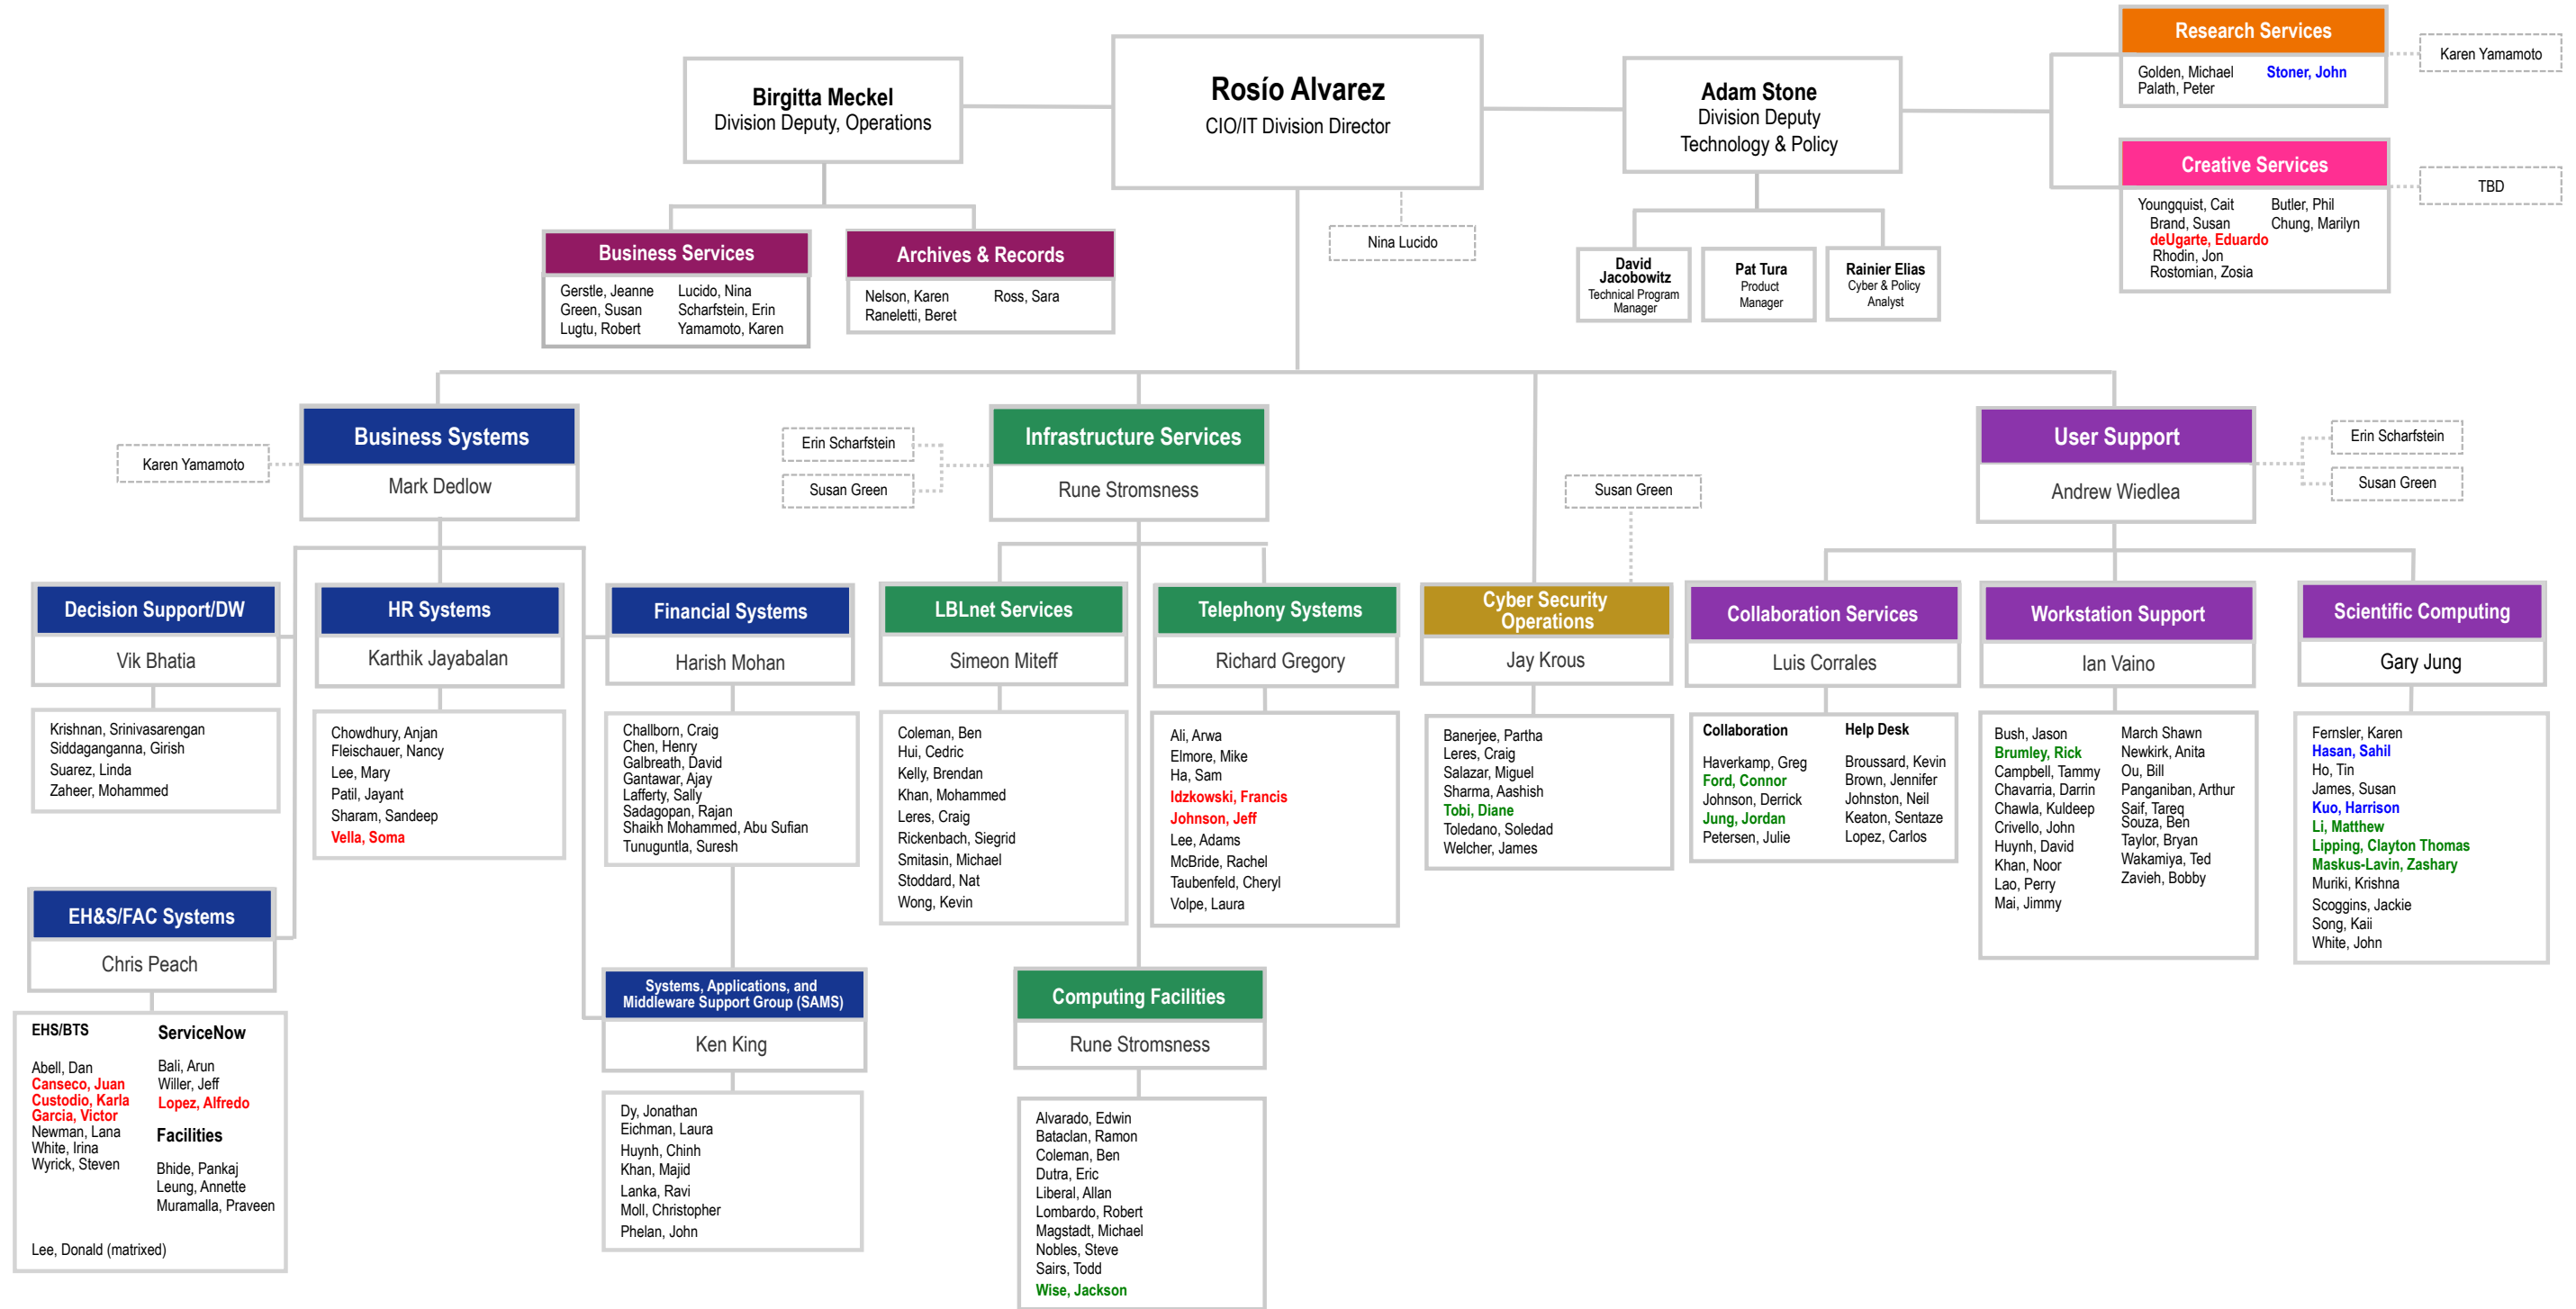 Rosío Alvarez
CIO/IT Division Director
Nina Lucido
Birgitta Meckel
Division Deputy, Operations
Business Services
Gerstle, Jeanne
Green, Susan
Lugtu, Robert
Lucido, Nina
Scharfstein, Erin
Yamamoto, Karen
Archives & Records
Nelson, Karen
Raneletti, Beret
Ross, Sara
Adam Stone
Division Deputy
Technology & Policy
David
Jacobowitz
Technical Program
Manager
Pat Tura
Product
Manager
Rainier Elias
Cyber & Policy
Analyst
Research Services
Golden, Michael
Palath, Peter
Stoner, John
Karen Yamamoto
Creative Services
Youngquist, Cait
Brand, Susan
deUgarte, Eduardo
Rhodin, Jon
Rostomian, Zosia
Butler, Phil
Chung, Marilyn
TBD
Business Systems
Mark Dedlow
Karen Yamamoto
Decision Support/DW
Vik Bhatia
Krishnan, Srinivasarengan
Siddaganganna, Girish
Suarez, Linda
Zaheer, Mohammed
HR Systems
Karthik Jayabalan
Chowdhury, Anjan
Fleischauer, Nancy
Lee, Mary
Patil, Jayant
Sharam, Sandeep
Vella, Soma
Financial Systems
Harish Mohan
Challborn, Craig
Chen, Henry
Galbreath, David
Gantawar, Ajay
Lafferty, Sally
Sadagopan, Rajan
Shaikh Mohammed, Abu Sufian
Tunuguntla, Suresh
EH&S/FAC Systems
Chris Peach
EHS/BTS
Abell, Dan
Canseco, Juan
Custodio, Karla
Garcia, Victor
Newman, Lana
White, Irina
Wyrick, Steven
Lee, Donald (matrixed)
ServiceNow
Bali, Arun
Willer, Jeff
Lopez, Alfredo
Facilities
Bhide, Pankaj
Leung, Annette
Muramalla, Praveen
Systems, Applications, and
Middleware Support Group (SAMS)
Ken King
Dy, Jonathan
Eichman, Laura
Huynh, Chinh
Khan, Majid
Lanka, Ravi
Moll, Christopher
Phelan, John
Infrastructure Services
Rune Stromsness
Erin Scharfstein
Susan Green
LBLnet Services
Simeon Miteff
Coleman, Ben
Hui, Cedric
Kelly, Brendan
Khan, Mohammed
Leres, Craig
Rickenbach, Siegrid
Smitasin, Michael
Stoddard, Nat
Wong, Kevin
Telephony Systems
Richard Gregory
Ali, Arwa
Elmore, Mike
Ha, Sam
Idzkowski, Francis
Johnson, Jeff
Lee, Adams
McBride, Rachel
Taubenfeld, Cheryl
Volpe, Laura
Computing Facilities
Rune Stromsness
Alvarado, Edwin
Bataclan, Ramon
Coleman, Ben
Dutra, Eric
Liberal, Allan
Lombardo, Robert
Magstadt, Michael
Nobles, Steve
Sairs, Todd
Wise, Jackson
Susan Green
Cyber Security
Operations
Jay Krous
Banerjee, Partha
Leres, Craig
Salazar, Miguel
Sharma, Aashish
Tobi, Diane
Toledano, Soledad
Welcher, James
User Support
Andrew Wiedlea
Erin Scharfstein
Susan Green
Collaboration Services
Luis Corrales
Collaboration
Haverkamp, Greg
Ford, Connor
Johnson, Derrick
Jung, Jordan
Petersen, Julie
Help Desk
Broussard, Kevin
Brown, Jennifer
Johnston, Neil
Keaton, Sentaze
Lopez, Carlos
Workstation Support
Ian Vaino
Bush, Jason
Brumley, Rick
Campbell, Tammy
Chavarria, Darrin
Chawla, Kuldeep
Crivello, John
Huynh, David
Khan, Noor
Lao, Perry
Mai, Jimmy
March Shawn
Newkirk, Anita
Ou, Bill
Panganiban, Arthur
Saif, Tareq
Souza, Ben
Taylor, Bryan
Wakamiya, Ted
Zavieh, Bobby
Scientific Computing
Gary Jung
Fernsler, Karen
Hasan, Sahil
Ho, Tin
James, Susan
Kuo, Harrison
Li, Matthew
Lipping, Clayton Thomas
Maskus-Lavin, Zashary
Muriki, Krishna
Scoggins, Jackie
Song, Kaii
White, John